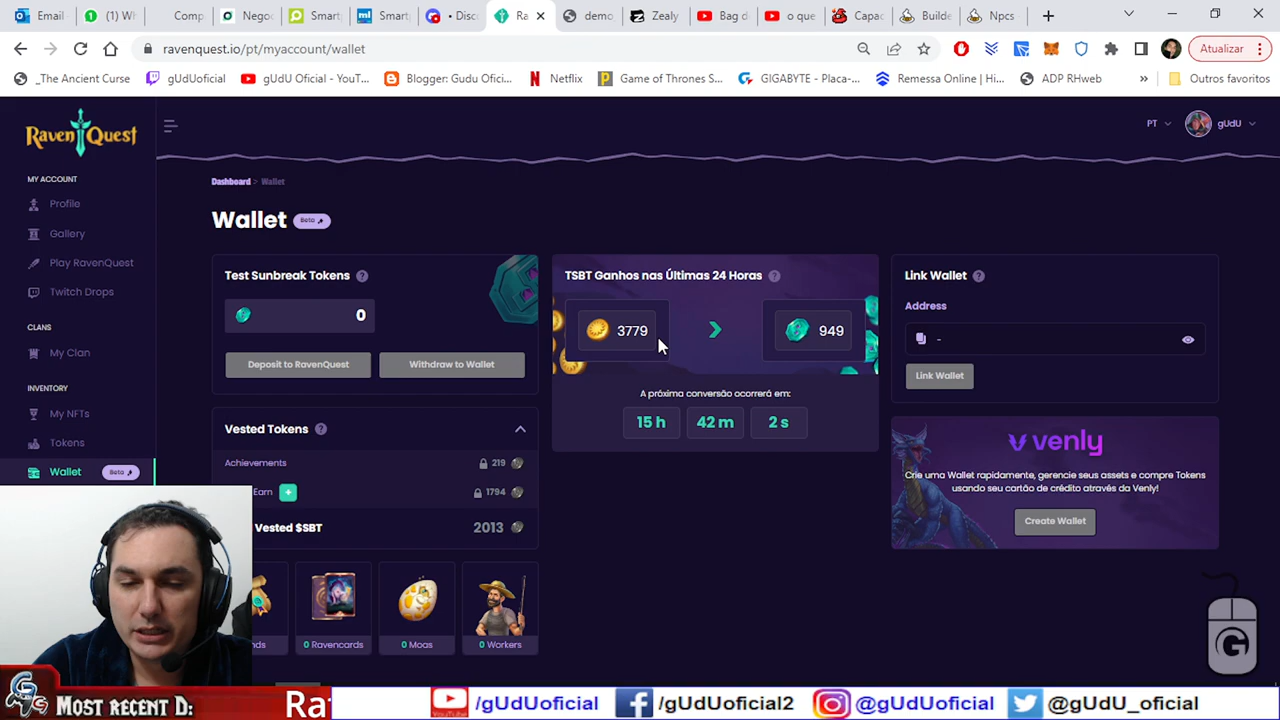 Email
(1) Wh
Comp
Negoc
Smart
Smart
• Disc
Ra
demo
Zealy
Bag d
o que
Capac
Builde
Npcs
ravenquest.io/pt/myaccount/wallet
Atualizar
_The Ancient Curse
gUdUoficial
gUdU Oficial - YouT...
Blogger: Gudu Ofici...
Netflix
Game of Thrones S...
GIGABYTE - Placa-...
Remessa Online | Hi...
ADP RHweb
»
Outros favoritos
RavenQuest
PT
gUdU
MY ACCOUNT
Profile
Gallery
Play RavenQuest
Twitch Drops
CLANS
My Clan
INVENTORY
My NFTs
Tokens
Wallet Beta
Dashboard > Wallet
Wallet Beta
Test Sunbreak Tokens ?
0
Deposit to RavenQuest
Withdraw to Wallet
Vested Tokens ?
Achievements 219
Earn + 1794
Vested $SBT 2013
nds
0 Ravencards
0 Moas
0 Workers
TSBT Ganhos nas Últimas 24 Horas ?
3779
949
A próxima conversão ocorrerá em:
15 h 42 m 2 s
Link Wallet ?
Address
-
Link Wallet
venly
Crie uma Wallet rapidamente, gerencie seus assets e compre Tokens
usando seu cartão de crédito através da Venly!
Create Wallet
G
Most recent D:
Ra
/gUdUoficial
/gUdUoficial2
@gUdUoficial
@gUdU_oficial